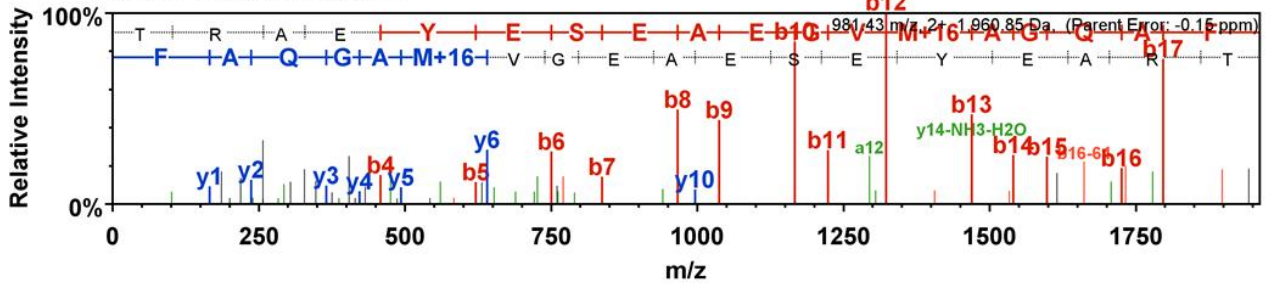 b12
100%
981.43 m/z, 2+, 1,960.85 Da, (Parent Error: -0.15 ppm)
T R A E Y E S E A E G V M+16 A G Q A F
b10
F A Q G A M+16 V G E A E S E Y E A R T
b17
b8
b9
b13
y14-NH3-H2O
y6
b6
b11
a12
b14
b15
b16
y1
y2
y3
y4
b4
y5
b5
b7
y10
0%
0 250 500 750 1000 1250 1500 1750
m/z
Relative Intensity